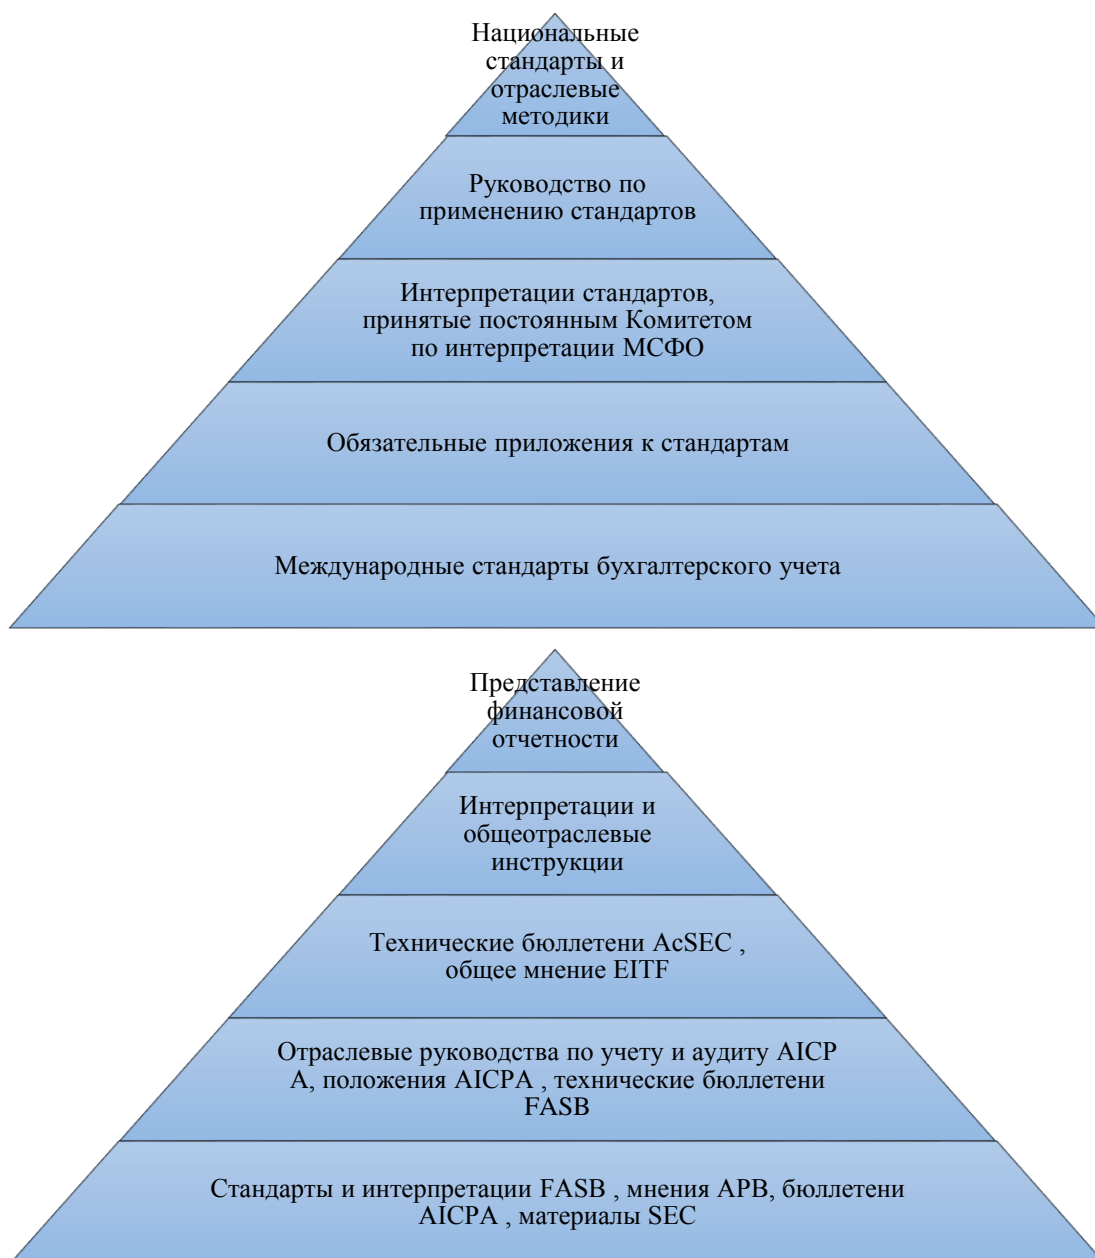 Национальные
стандарты и
отраслевые
методики
Руководство по
применению стандартов
Интерпретации стандартов,
принятые постоянным Комитетом
по интерпретации МСФО
Обязательные приложения к стандартам
Международные стандарты бухгалтерского учета
Представление
финансовой
отчетности
Интерпретации и
общеотраслевые
инструкции
Технические бюллетени AcSEC ,
общее мнение EITF
Отраслевые руководства по учету и аудиту AICP
A, положения AICPA , технические бюллетени
FASB
Стандарты и интерпретации FASB , мнения APB, бюллетени
AICPA , материалы SEC